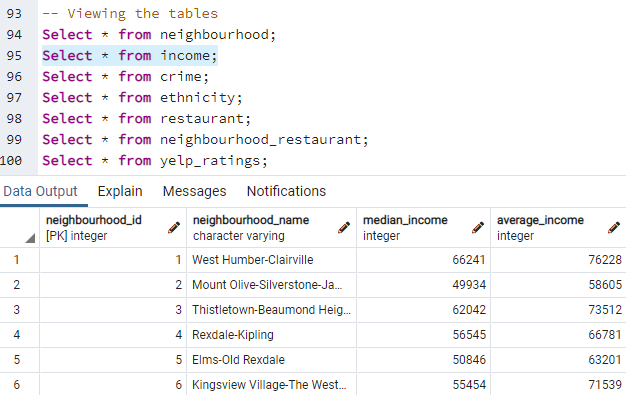 93 -- Viewing the tables
94 Select * from neighbourhood;
95 Select * from income;
96 Select * from crime;
97 Select * from ethnicity;
98 Select * from restaurant;
99 Select * from neighbourhood_restaurant;
100 Select * from yelp_ratings;
Data Output Explain Messages Notifications
neighbourhood_id neighbourhood_name median_income average_income
[PK] integer character varying integer integer
1 1 West Humber-Clairville 66241 76228
2 2 Mount Olive-Silverstone-Ja... 49934 58605
3 3 Thistletown-Beaumond Heig... 62042 73512
4 4 Rexdale-Kipling 56545 66781
5 5 Elms-Old Rexdale 50846 63201
6 6 Kingsview Village-The West... 55454 71539